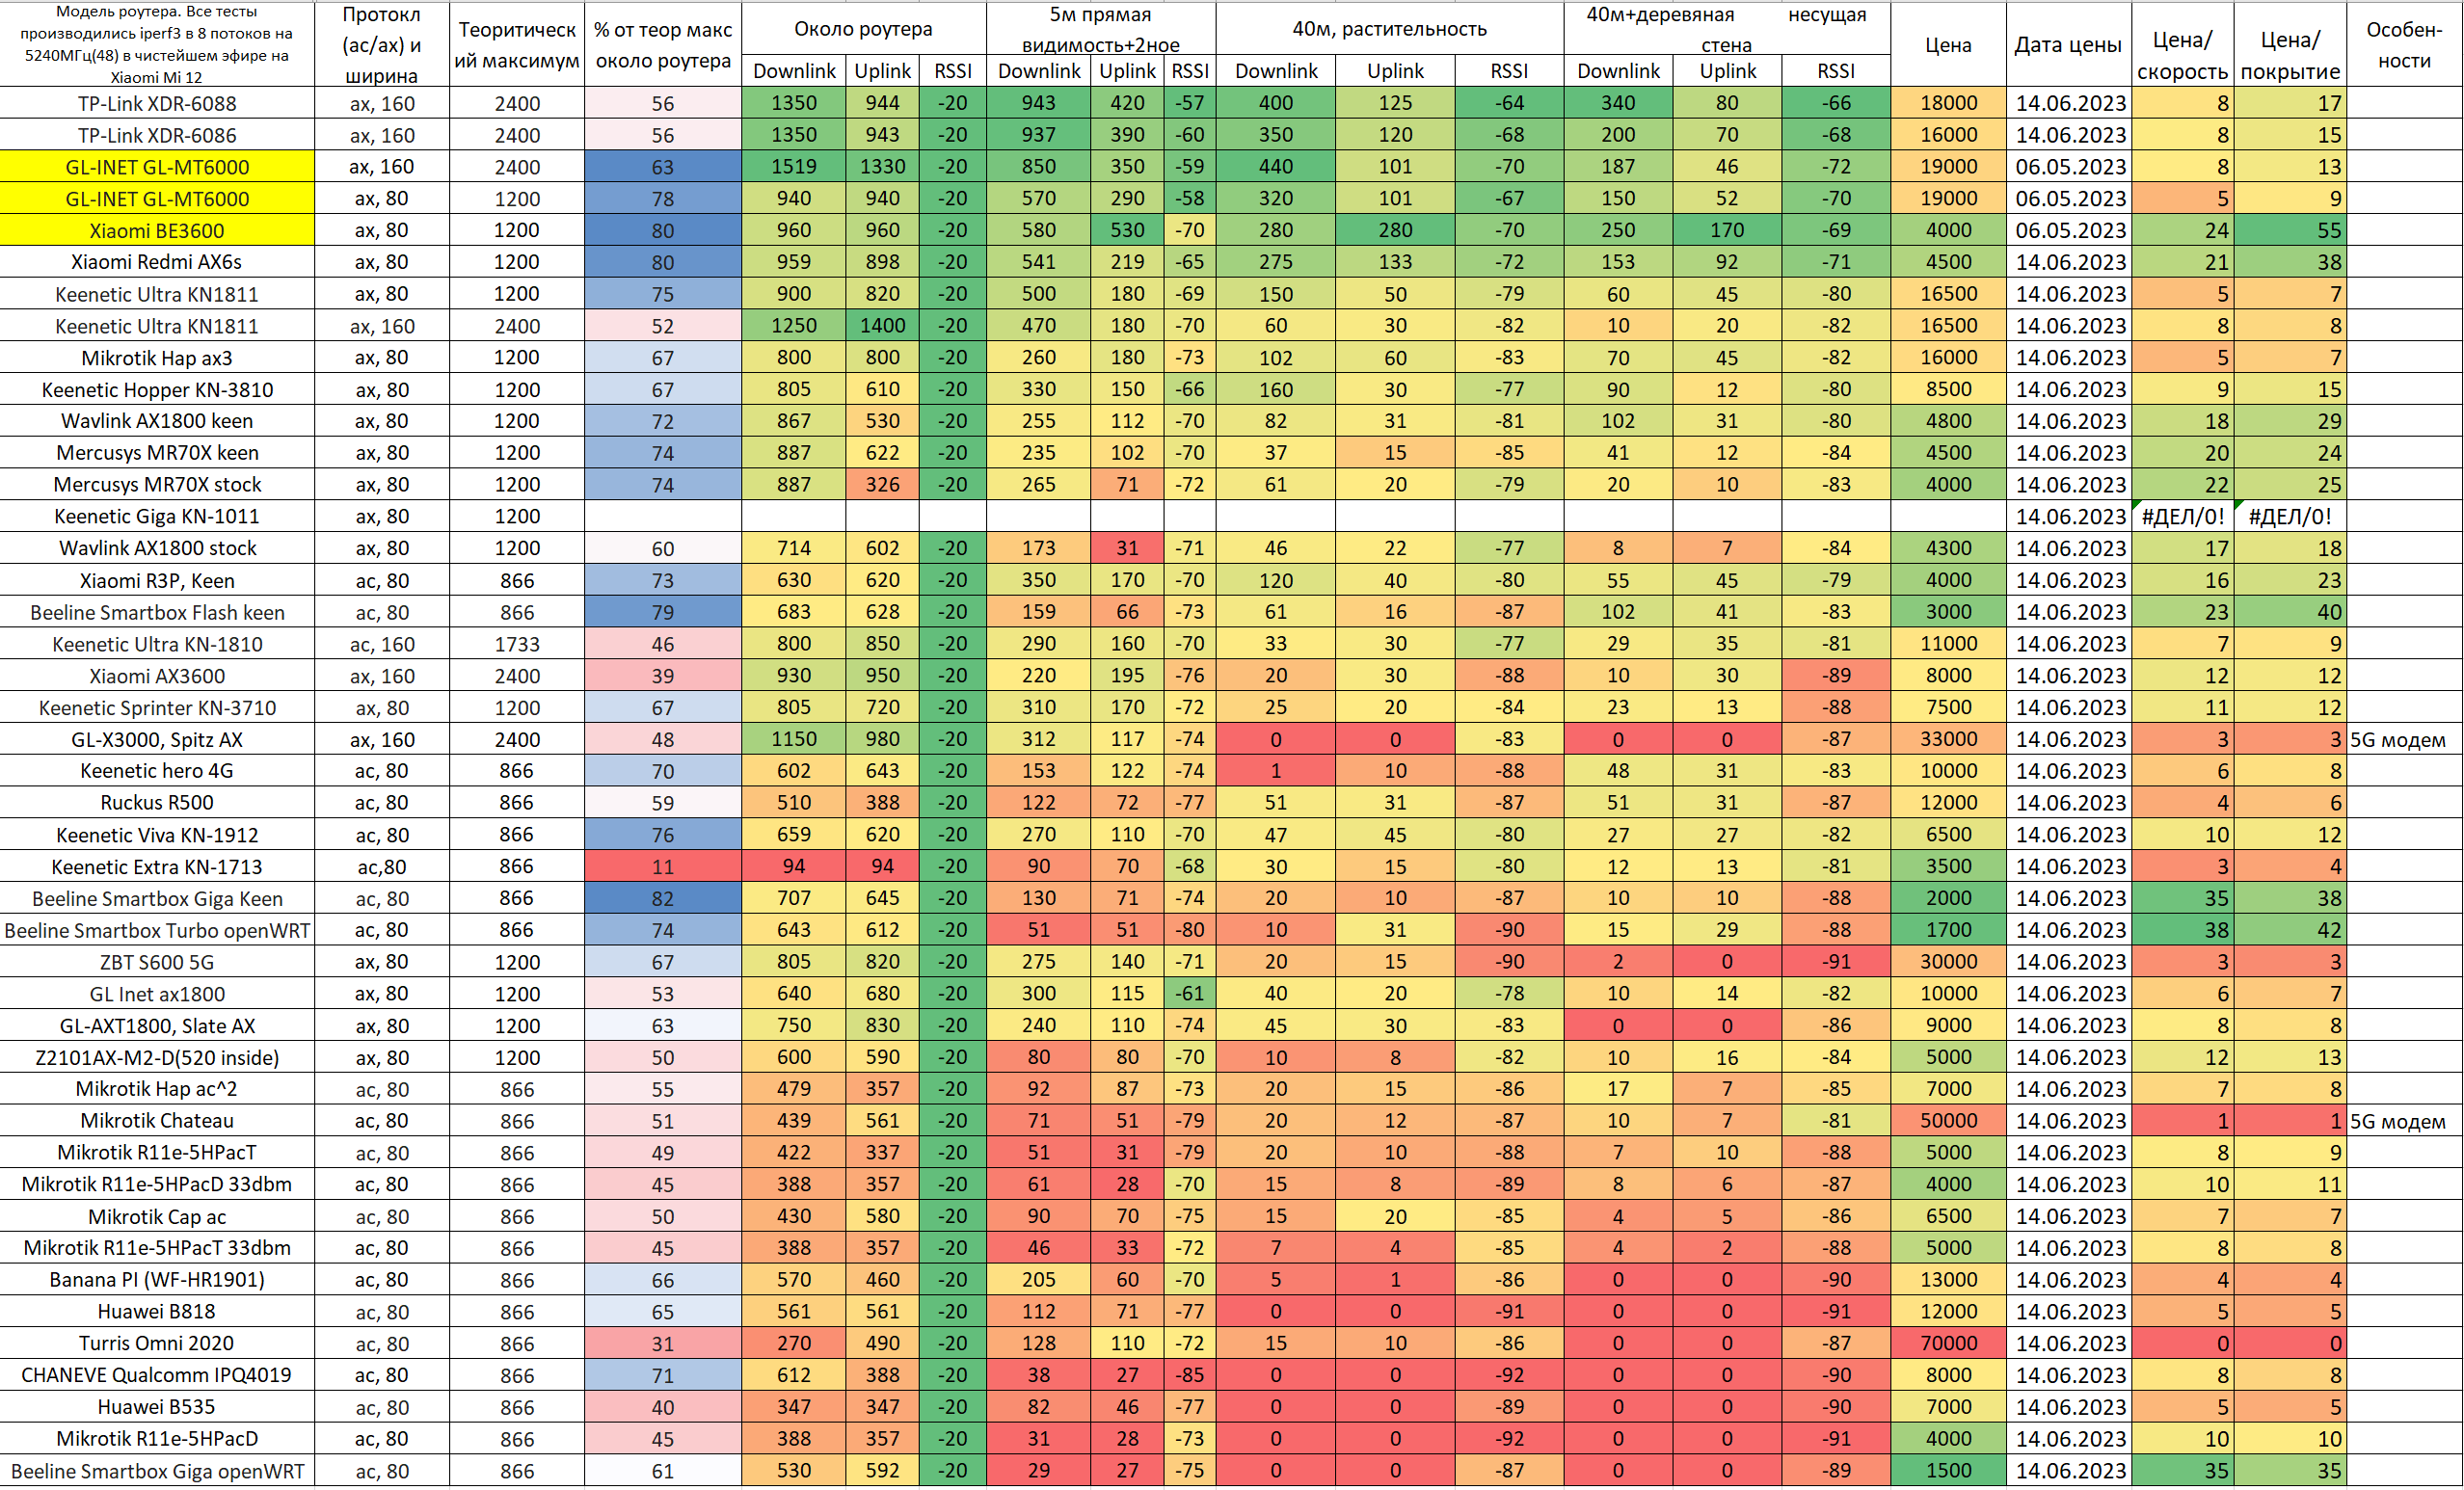 Модель роутера. Все тесты производились iperf3 в 8 потоков на 5240МГц(48) в чистейшем эфире на Xiaomi Mi 12 | Протокл (ac/ax) и ширина | Теоритический максимум | % от теор макс около роутера | Около роутера | 5м прямая видимость+2ное | 40м, растительность | 40м+деревяная несущая стена | Цена | Дата цены | Цена/ скорость | Цена/ покрытие | Особен-ности
Downlink Uplink RSSI Downlink Uplink RSSI Downlink Uplink RSSI Downlink Uplink RSSI
TP-Link XDR-6088 ax, 160 2400 56 1350 944 -20 943 420 -57 400 125 -64 340 80 -66 18000 14.06.2023 8 17
TP-Link XDR-6086 ax, 160 2400 56 1350 943 -20 937 390 -60 350 120 -68 200 70 -68 16000 14.06.2023 8 15
GL-INET GL-MT6000 ax, 160 2400 63 1519 1330 -20 850 350 -59 440 101 -70 187 46 -72 19000 06.05.2023 8 13
GL-INET GL-MT6000 ax, 80 1200 78 940 940 -20 570 290 -58 320 101 -67 150 52 -70 19000 06.05.2023 5 9
Xiaomi BE3600 ax, 80 1200 80 960 960 -20 580 530 -70 280 280 -70 250 170 -69 4000 06.05.2023 24 55
Xiaomi Redmi AX6s ax, 80 1200 80 959 898 -20 541 219 -65 275 133 -72 153 92 -71 4500 14.06.2023 21 38
Keenetic Ultra KN1811 ax, 80 1200 75 900 820 -20 500 180 -69 150 50 -79 60 45 -80 16500 14.06.2023 5 7
Keenetic Ultra KN1811 ax, 160 2400 52 1250 1400 -20 470 180 -70 60 30 -82 10 20 -82 16500 14.06.2023 8 8
Mikrotik Hap ax3 ax, 80 1200 67 800 800 -20 260 180 -73 102 60 -83 70 45 -82 16000 14.06.2023 5 7
Keenetic Hopper KN-3810 ax, 80 1200 67 805 610 -20 330 150 -66 160 30 -77 90 12 -80 8500 14.06.2023 9 15
Wavlink AX1800 keen ax, 80 1200 72 867 530 -20 255 112 -70 82 31 -81 102 31 -80 4800 14.06.2023 18 29
Mercusys MR70X keen ax, 80 1200 74 887 622 -20 235 102 -70 37 15 -85 41 12 -84 4500 14.06.2023 20 24
Mercusys MR70X stock ax, 80 1200 74 887 326 -20 265 71 -72 61 20 -79 20 10 -83 4000 14.06.2023 22 25
Keenetic Giga KN-1011 ax, 80 1200 14.06.2023 #ДЕЛ/0! #ДЕЛ/0!
Wavlink AX1800 stock ax, 80 1200 60 714 602 -20 173 31 -71 46 22 -77 8 7 -84 4300 14.06.2023 17 18
Xiaomi R3P, Keen ac, 80 866 73 630 620 -20 350 170 -70 120 40 -80 55 45 -79 4000 14.06.2023 16 23
Beeline Smartbox Flash keen ac, 80 866 79 683 628 -20 159 66 -73 61 16 -87 102 41 -83 3000 14.06.2023 23 40
Keenetic Ultra KN-1810 ac, 160 1733 46 800 850 -20 290 160 -70 33 30 -77 29 35 -81 11000 14.06.2023 7 9
Xiaomi AX3600 ax, 160 2400 39 930 950 -20 220 195 -76 20 30 -88 10 30 -89 8000 14.06.2023 12 12
Keenetic Sprinter KN-3710 ax, 80 1200 67 805 720 -20 310 170 -72 25 20 -84 23 13 -88 7500 14.06.2023 11 12
GL-X3000, Spitz AX ax, 160 2400 48 1150 980 -20 312 117 -74 0 0 -83 0 0 -87 33000 14.06.2023 3 3 5G модем
Keenetic hero 4G ac, 80 866 70 602 643 -20 153 122 -74 1 10 -88 48 31 -83 10000 14.06.2023 6 8
Ruckus R500 ac, 80 866 59 510 388 -20 122 72 -77 51 31 -87 51 31 -87 12000 14.06.2023 4 6
Keenetic Viva KN-1912 ac, 80 866 76 659 620 -20 270 110 -70 47 45 -80 27 27 -82 6500 14.06.2023 10 12
Keenetic Extra KN-1713 ac,80 866 11 94 94 -20 90 70 -68 30 15 -80 12 13 -81 3500 14.06.2023 3 4
Beeline Smartbox Giga Keen ac, 80 866 82 707 645 -20 130 71 -74 20 10 -87 10 10 -88 2000 14.06.2023 35 38
Beeline Smartbox Turbo openWRT ac, 80 866 74 643 612 -20 51 51 -80 10 31 -90 15 29 -88 1700 14.06.2023 38 42
ZBT S600 5G ax, 80 1200 67 805 820 -20 275 140 -71 20 15 -90 2 0 -91 30000 14.06.2023 3 3
GL Inet ax1800 ax, 80 1200 53 640 680 -20 300 115 -61 40 20 -78 10 14 -82 10000 14.06.2023 6 7
GL-AXT1800, Slate AX ax, 80 1200 63 750 830 -20 240 110 -74 45 30 -83 0 0 -86 9000 14.06.2023 8 8
Z2101AX-M2-D(520 inside) ax, 80 1200 50 600 590 -20 80 80 -70 10 8 -82 10 16 -84 5000 14.06.2023 12 13
Mikrotik Hap ac^2 ac, 80 866 55 479 357 -20 92 87 -73 20 15 -86 17 7 -85 7000 14.06.2023 7 8
Mikrotik Chateau ac, 80 866 51 439 561 -20 71 51 -79 20 12 -87 10 7 -81 50000 14.06.2023 1 1 5G модем
Mikrotik R11e-5HPacT ac, 80 866 49 422 337 -20 51 31 -79 20 10 -88 7 10 -88 5000 14.06.2023 8 9
Mikrotik R11e-5HPacD 33dbm ac, 80 866 45 388 357 -20 61 28 -70 15 8 -89 8 6 -87 4000 14.06.2023 10 11
Mikrotik Cap ac ac, 80 866 50 430 580 -20 90 70 -75 15 20 -85 4 5 -86 6500 14.06.2023 7 7
Mikrotik R11e-5HPacT 33dbm ac, 80 866 45 388 357 -20 46 33 -72 7 4 -85 4 2 -88 5000 14.06.2023 8 8
Banana PI (WF-HR1901) ac, 80 866 66 570 460 -20 205 60 -70 5 1 -86 0 0 -90 13000 14.06.2023 4 4
Huawei B818 ac, 80 866 65 561 561 -20 112 71 -77 0 0 -91 0 0 -91 12000 14.06.2023 5 5
Turris Omni 2020 ac, 80 866 31 270 490 -20 128 110 -72 15 10 -86 0 0 -87 70000 14.06.2023 0 0
CHANEVE Qualcomm IPQ4019 ac, 80 866 71 612 388 -20 38 27 -85 0 0 -92 0 0 -90 8000 14.06.2023 8 8
Huawei B535 ac, 80 866 40 347 347 -20 82 46 -77 0 0 -89 0 0 -90 7000 14.06.2023 5 5
Mikrotik R11e-5HPacD ac, 80 866 45 388 357 -20 31 28 -73 0 0 -92 0 0 -91 4000 14.06.2023 10 10
Beeline Smartbox Giga openWRT ac, 80 866 61 530 592 -20 29 27 -75 0 0 -87 0 0 -89 1500 14.06.2023 35 35